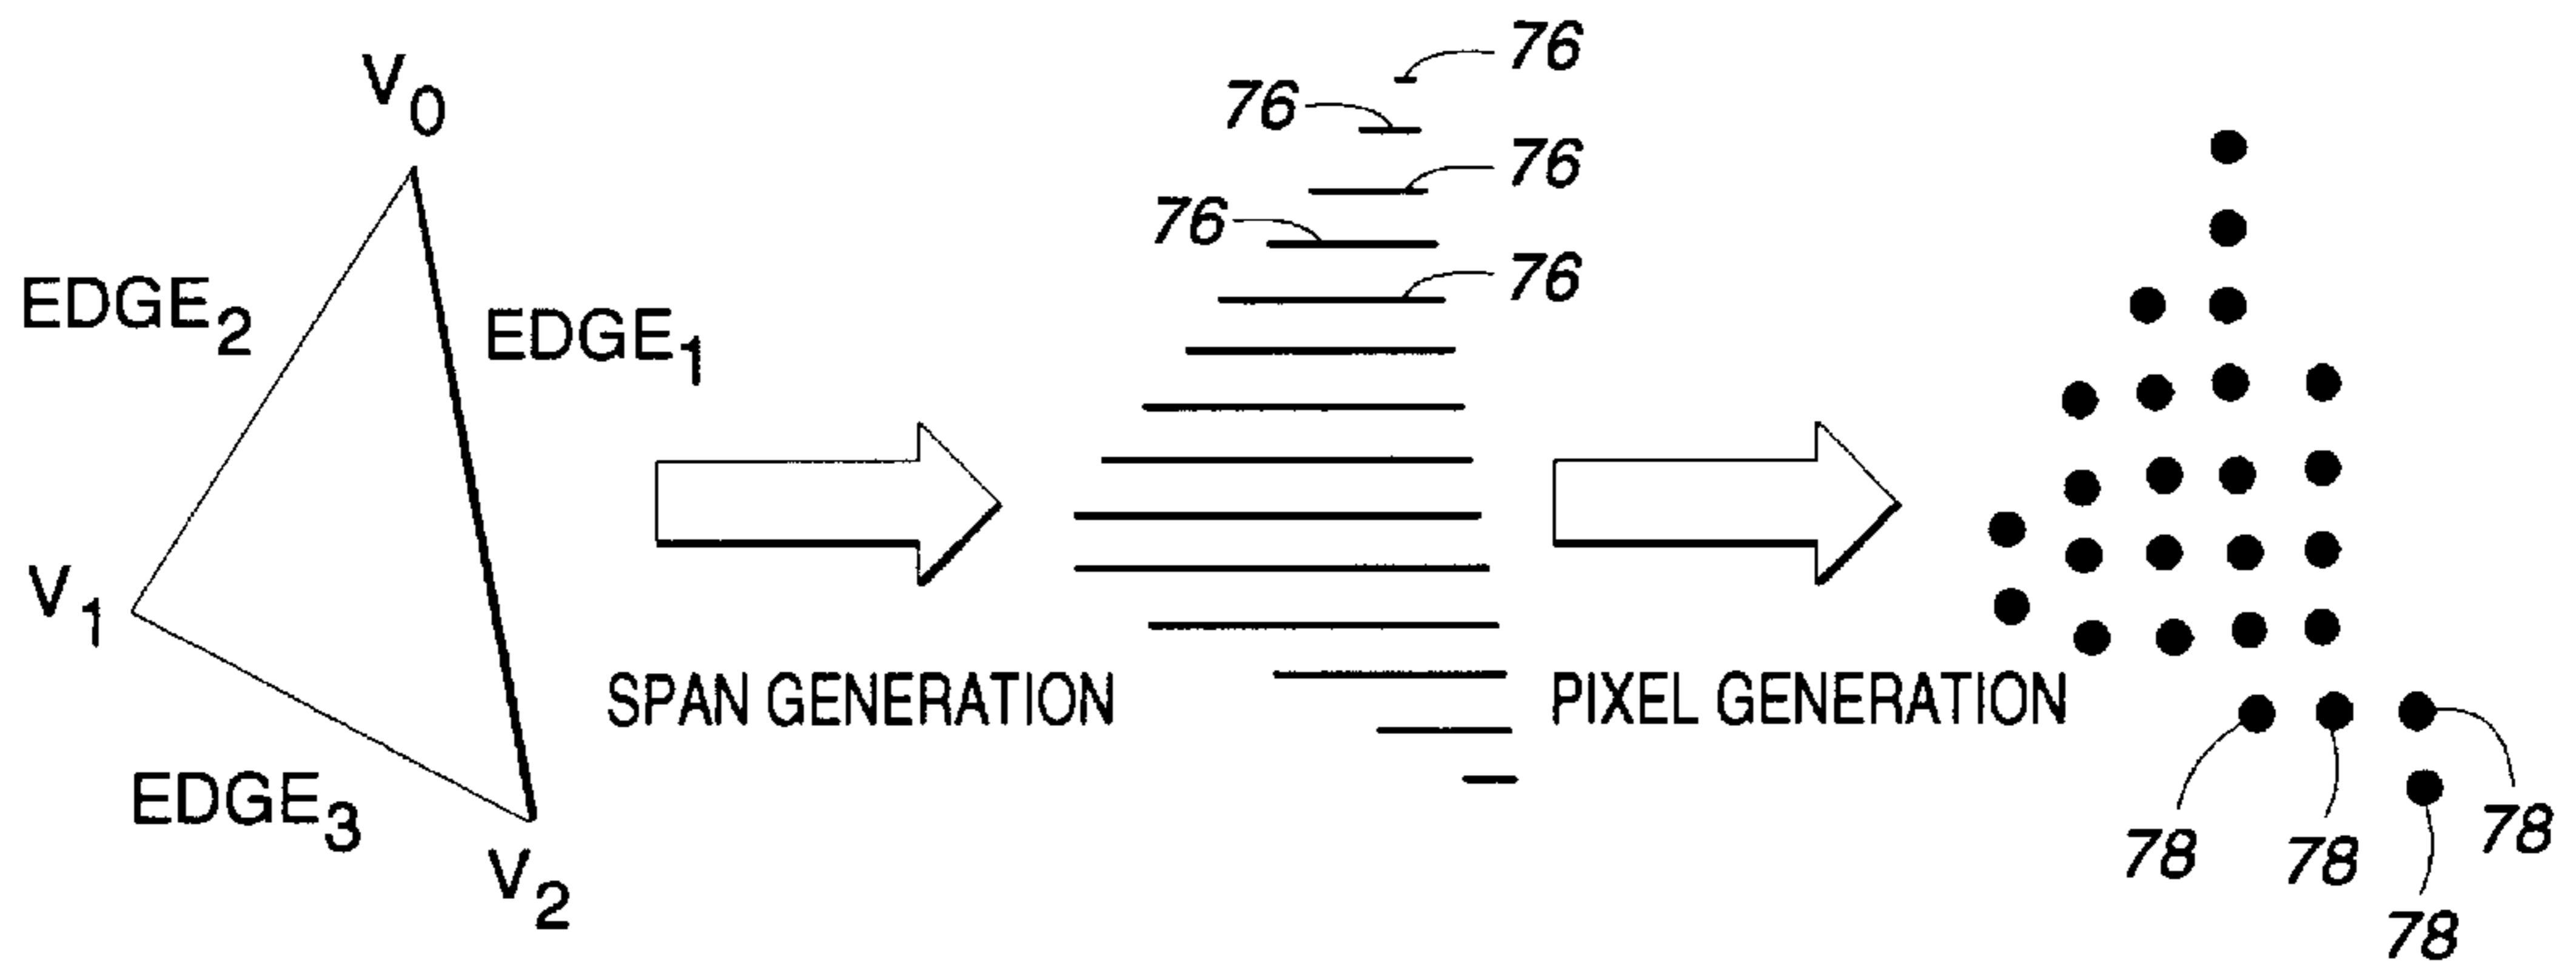 V0
EDGE2
EDGE1
V1
EDGE3
V2
SPAN GENERATION
76
76
76
76
76
PIXEL GENERATION
78
78
78
78